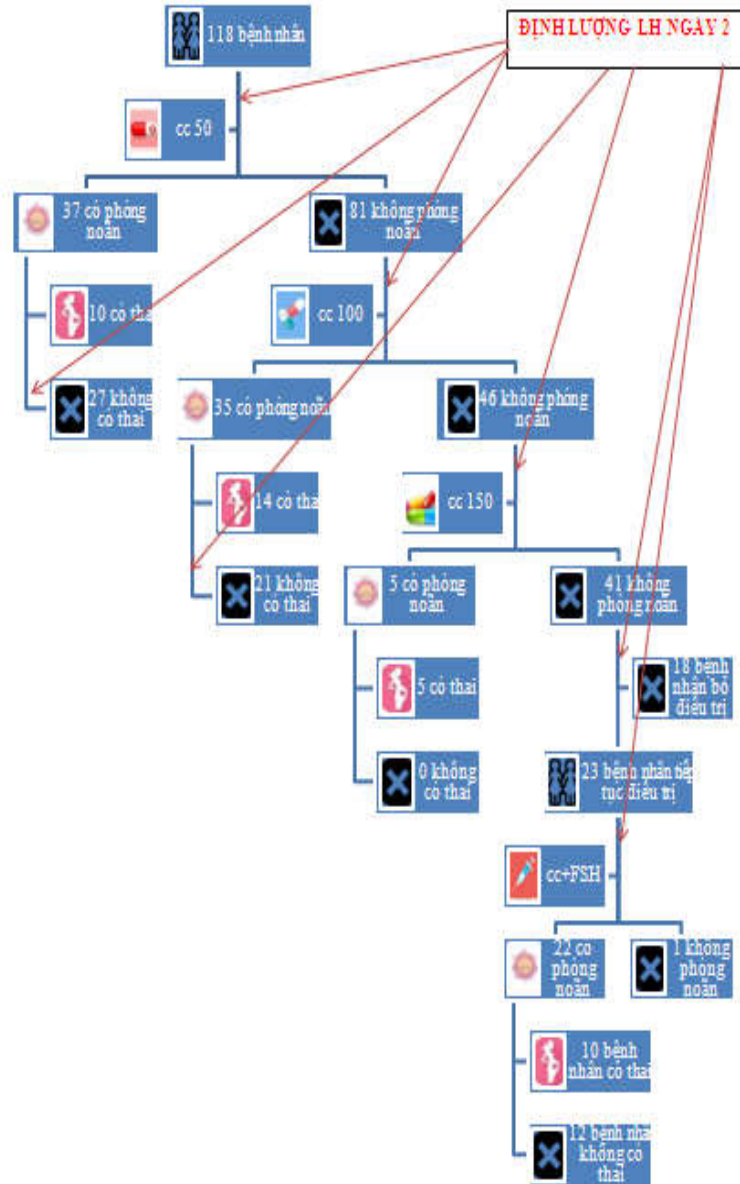 118 bệnh nhân
ĐỊNH LƯỢNG LH NGÀY 2
cc 50
37 có phóng
noãn
81 không phóng
noãn
10 có tha
cc 100
27 không
có thai
35 có phóng noãn
46 không phóng
noãn
14 có tha
cc 150
21 không
có thai
5 có phóng
noãn
41 không
phóng noãn
5 có thai
18 bệnh
nhân bỏ
điều trị
0 không
có thai
23 bệnh nhân tiếp
tục điều trị
cc+FSH
22 có
phóng
noãn
1 không
phóng
noãn
10 bệnh
nhân có thai
12 bệnh nhâ
không có
thai